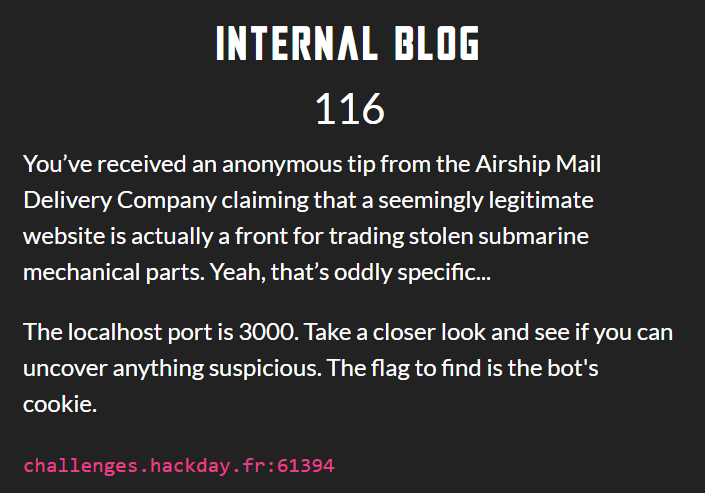 INTERNAL BLOG
116
You’ve received an anonymous tip from the Airship Mail
Delivery Company claiming that a seemingly legitimate
website is actually a front for trading stolen submarine
mechanical parts. Yeah, that’s oddly specific...
The localhost port is 3000. Take a closer look and see if you can
uncover anything suspicious. The flag to find is the bot's
cookie.
challenges.hackday.fr:61394